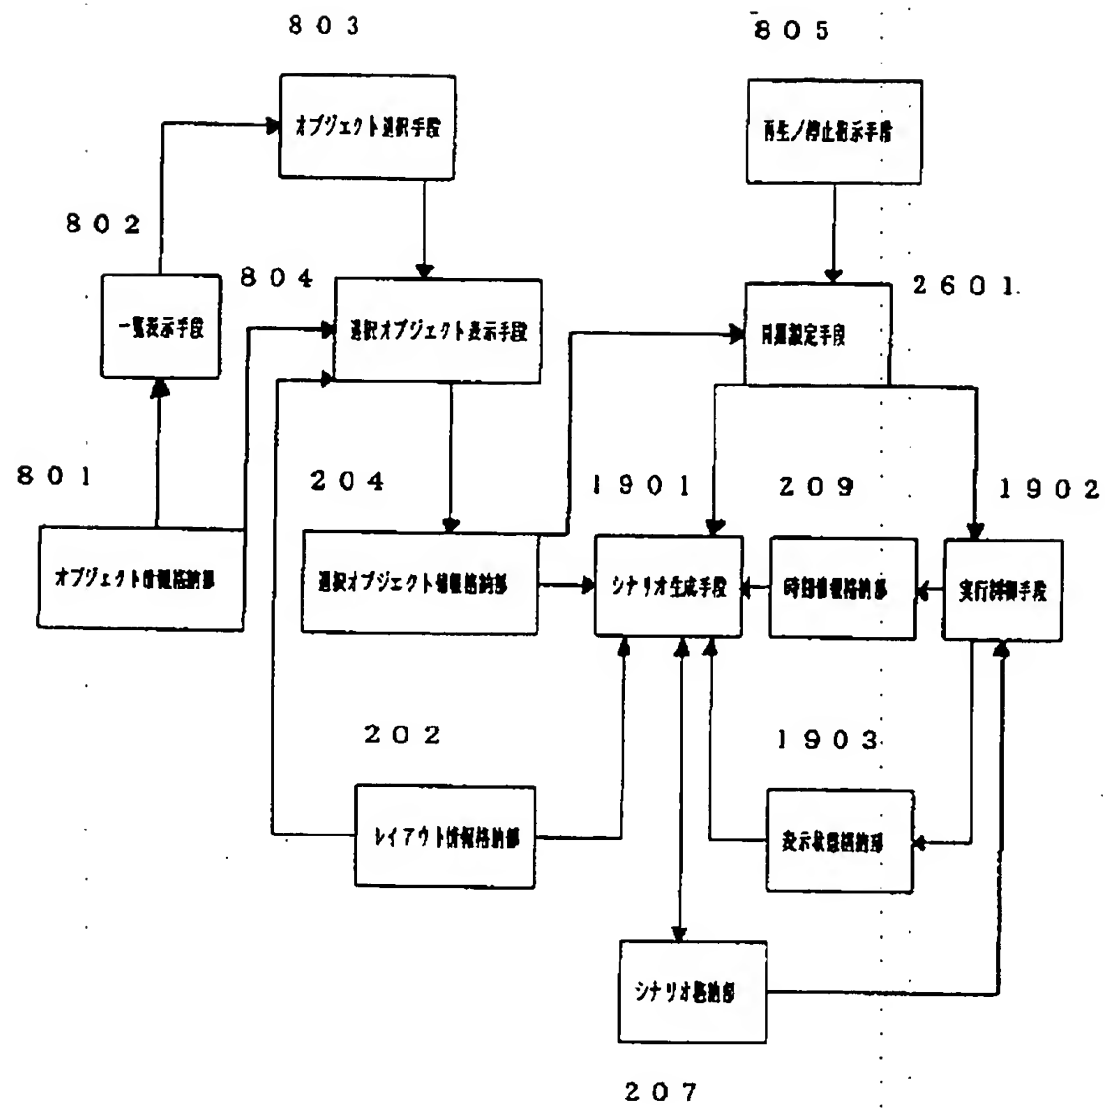 ８０３
８０５
オブジェクト選択手段
再生／停止指示手段
８０２
８０４
２６０１
一覧表示手段
選択オブジェクト表示手段
設定手段
８０１
２０４
１９０１
２０９
１９０２
オブジェクト情報格納部
選択オブジェクト情報格納部
シナリオ生成手段
時刻情報格納部
実行制御手段
２０２
１９０３
レイアウト情報格納部
表示状態格納部
シナリオ格納部
２０７